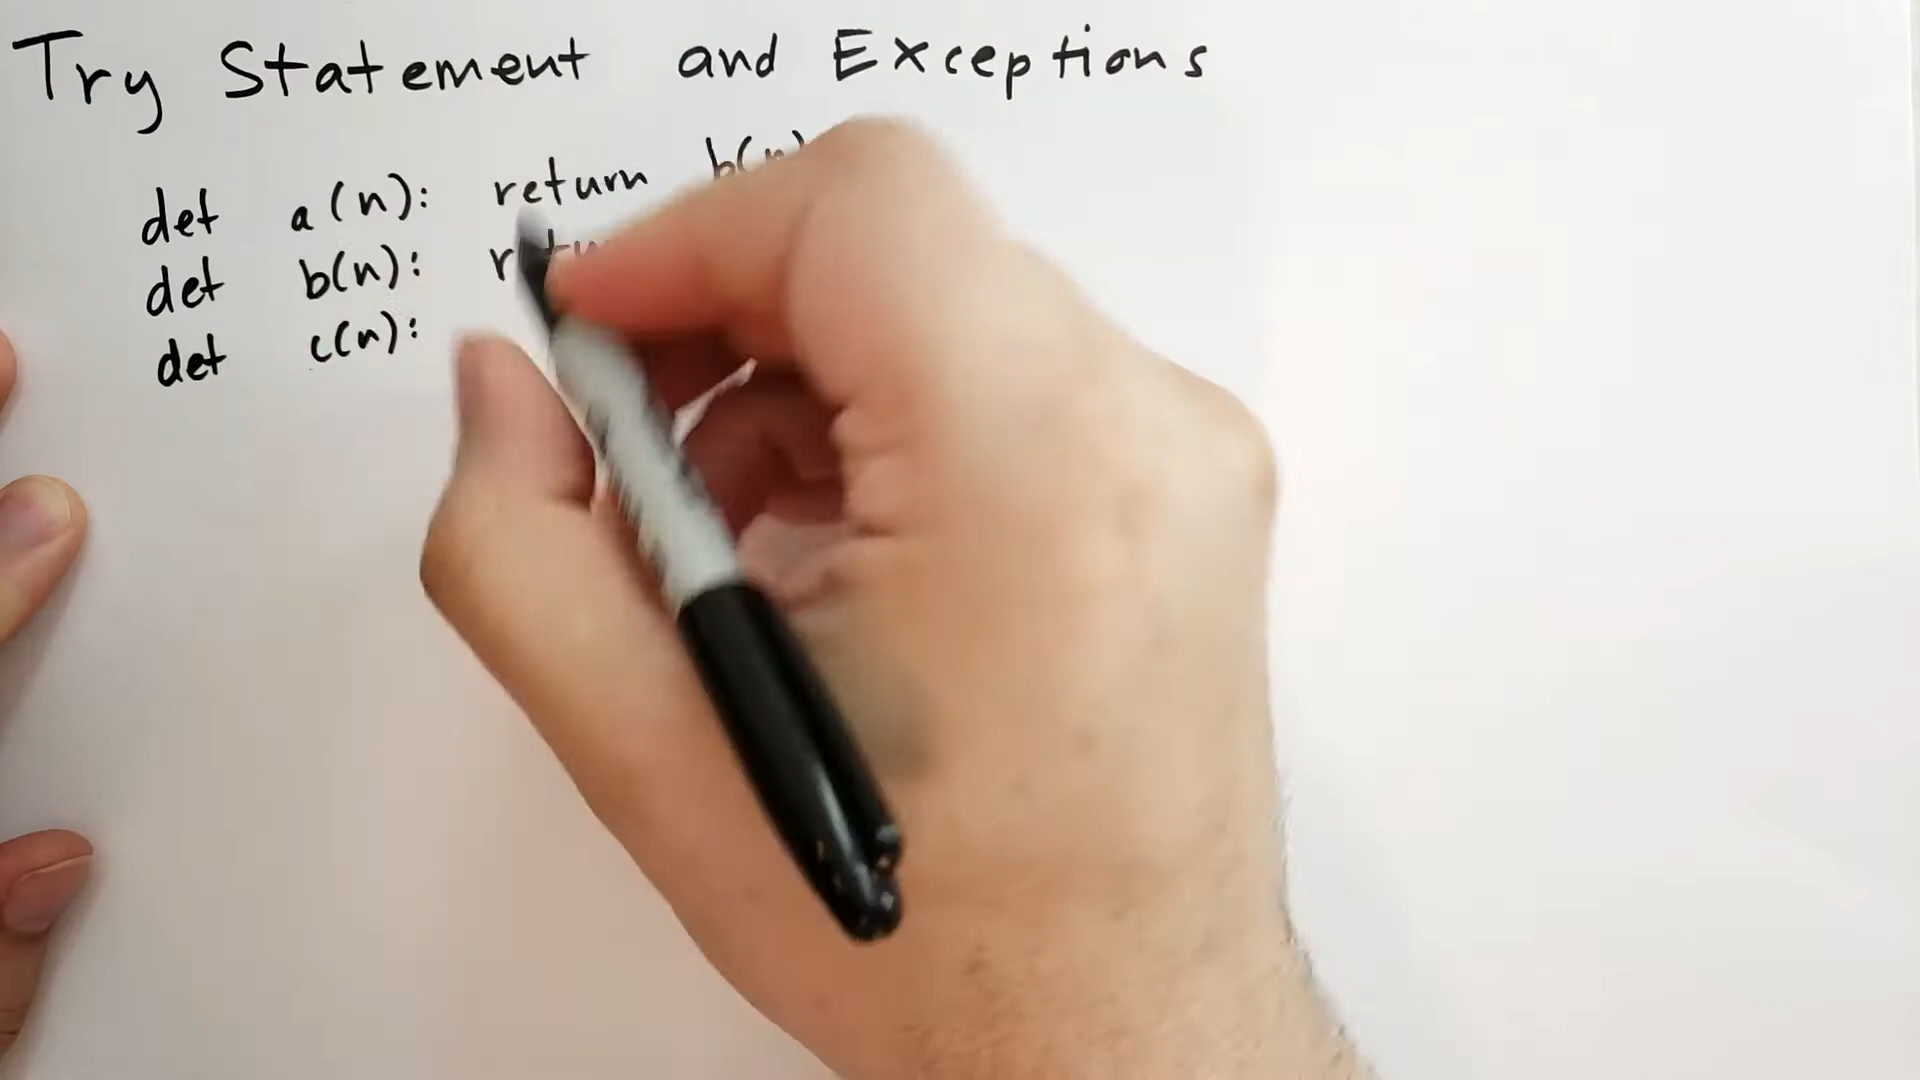 Try Statement and Exceptions
def a(n): return b(n)
def b(n):
def c(n):